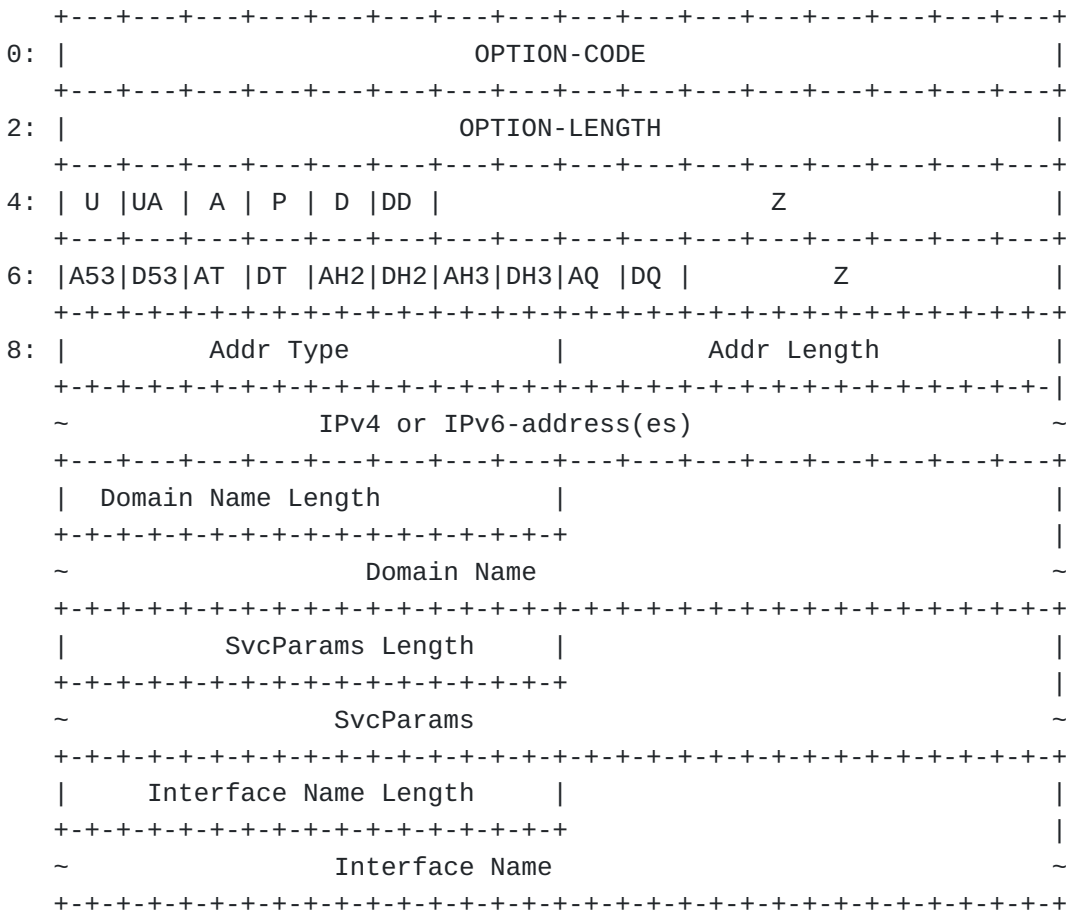 +---+---+---+---+---+---+---+---+---+---+---+---+---+---+---+---+
0: |                          OPTION-CODE                          |
   +---+---+---+---+---+---+---+---+---+---+---+---+---+---+---+---+
2: |                         OPTION-LENGTH                         |
   +---+---+---+---+---+---+---+---+---+---+---+---+---+---+---+---+
4: | U |UA | A | P | D |DD |                     Z                 |
   +---+---+---+---+---+---+---+---+---+---+---+---+---+---+---+---+
6: |A53|D53|AT |DT |AH2|DH2|AH3|DH3|AQ |DQ |         Z             |
   +-+-+-+-+-+-+-+-+-+-+-+-+-+-+-+-+-+-+-+-+-+-+-+-+-+-+-+-+-+-+-+-+
8: |         Addr Type             |         Addr Length           |
   +-+-+-+-+-+-+-+-+-+-+-+-+-+-+-+-+-+-+-+-+-+-+-+-+-+-+-+-+-+-+-+-|
   ~                IPv4 or IPv6-address(es)                       ~
   +---+---+---+---+---+---+---+---+---+---+---+---+---+---+---+---+
   |  Domain Name Length           |                               |
   +-+-+-+-+-+-+-+-+-+-+-+-+-+-+-+-+                               |
   ~                   Domain Name                                 ~
   +-+-+-+-+-+-+-+-+-+-+-+-+-+-+-+-+-+-+-+-+-+-+-+-+-+-+-+-+-+-+-+-+
   |          SvcParams Length     |                               |
   +-+-+-+-+-+-+-+-+-+-+-+-+-+-+-+-+                               |
   ~                 SvcParams                                     ~
   +-+-+-+-+-+-+-+-+-+-+-+-+-+-+-+-+-+-+-+-+-+-+-+-+-+-+-+-+-+-+-+-+
   |     Interface Name Length     |                               |
   +-+-+-+-+-+-+-+-+-+-+-+-+-+-+-+-+                               |
   ~                 Interface Name                                ~
   +-+-+-+-+-+-+-+-+-+-+-+-+-+-+-+-+-+-+-+-+-+-+-+-+-+-+-+-+-+-+-+-+